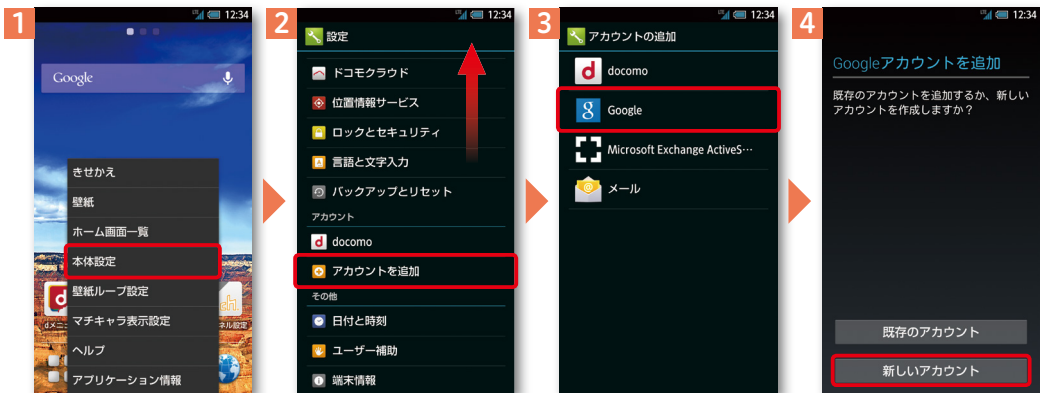 1
LTE 12:34
Google
きせかえ
壁紙
ホーム画面一覧
本体設定
壁紙ループ設定
マチキャラ表示設定
ヘルプ
アプリケーション情報
2
LTE 12:34
設定
ドコモクラウド
位置情報サービス
ロックとセキュリティ
言語と文字入力
バックアップとリセット
アカウント
docomo
アカウントを追加
その他
日付と時刻
ユーザー補助
端末情報
3
LTE 12:34
アカウントの追加
docomo
Google
Microsoft Exchange ActiveS…
メール
4
LTE 12:34
Googleアカウントを追加
既存のアカウントを追加するか、新しい
アカウントを作成しますか？
既存のアカウント
新しいアカウント